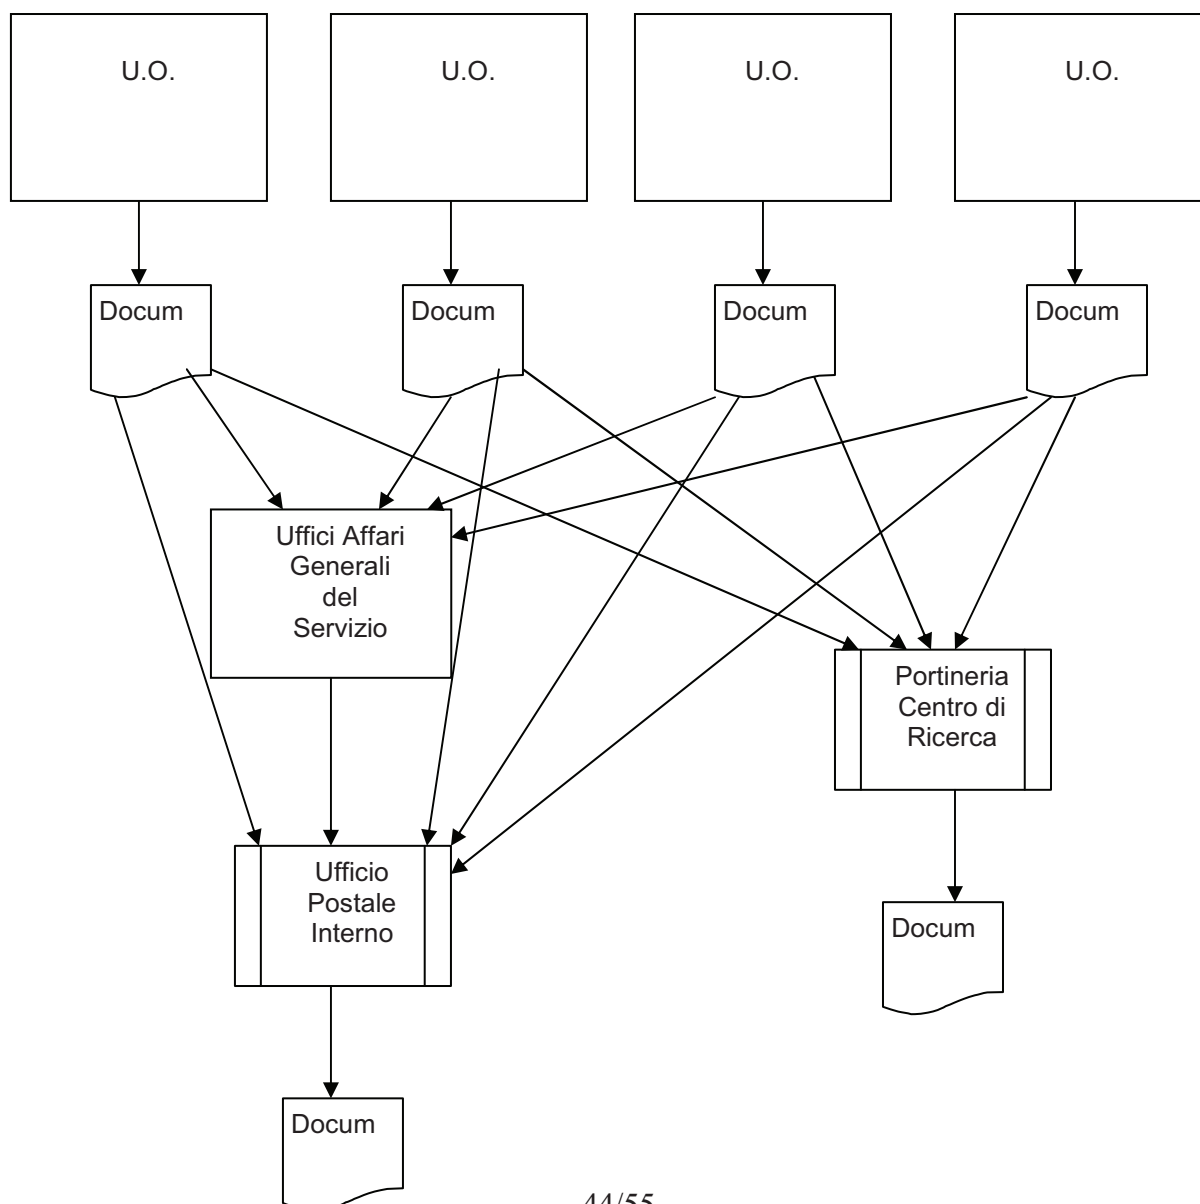 U.O.
U.O.
U.O.
U.O.
Docum
Docum
Docum
Docum
Uffici Affari
Generali
del
Servizio
Portineria
Centro di
Ricerca
Ufficio
Postale
Interno
Docum
Docum
44/55